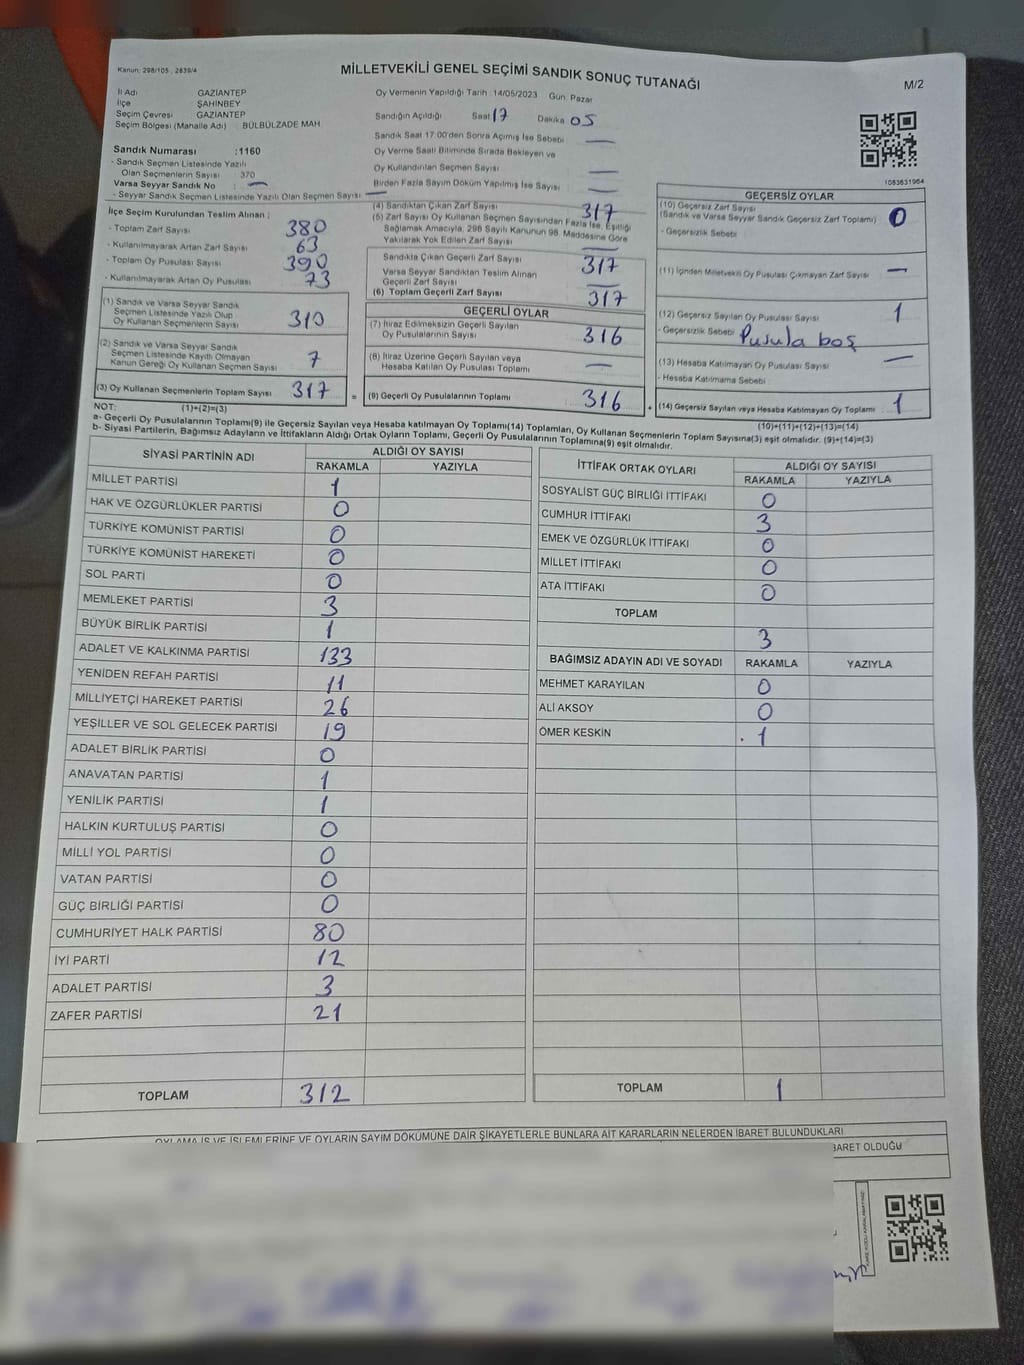 Kanun: 298/105, 2839/4
MİLLETVEKİLİ GENEL SEÇİMİ SANDIK SONUÇ TUTANAĞI
M/2
İl Adı GAZİANTEP
İlçe ŞAHİNBEY
Seçim Çevresi GAZİANTEP
Seçim Bölgesi (Mahalle Adı) BÜLBÜLZADE MAH.
Oy Vermenin Yapıldığı Tarih : 14/05/2023 Gün: Pazar
Sandığın Açıldığı Saat 17 Dakika 05
Sandık Saat 17:00'den Sonra Açılmış İse Sebebi —
Oy Verme Saati Bitiminde Sırada Bekleyen ve
Oy Kullandırılan Seçmen Sayısı —
Birden Fazla Sayım Döküm Yapılmış İse Sayısı —
1083631964
Sandık Numarası : 1160
- Sandık Seçmen Listesinde Yazılı
Olan Seçmenlerin Sayısı 370
Varsa Seyyar Sandık No : —
- Seyyar Sandık Seçmen Listesinde Yazılı Olan Seçmen Sayısı —
İlçe Seçim Kurulundan Teslim Alınan ;
- Toplam Zarf Sayısı 380
- Kullanılmayarak Artan Zarf Sayısı 63
- Toplam Oy Pusulası Sayısı 390
- Kullanılmayarak Artan Oy Pusulası 73
(1) Sandık ve Varsa Seyyar Sandık
Seçmen Listesinde Yazılı Olup
Oy Kullanan Seçmenlerin Sayısı 310
(2) Sandık ve Varsa Seyyar Sandık
Seçmen Listesinde Kayıtlı Olmayan
Kanun Gereği Oy Kullanan Seçmen Sayısı 7
(3) Oy Kullanan Seçmenlerin Toplam Sayısı 317 =
(4) Sandıktan Çıkan Zarf Sayısı 317
(5) Zarf Sayısı Oy Kullanan Seçmen Sayısından Fazla İse, Eşitliği
Sağlamak Amacıyla, 298 Sayılı Kanunun 98. Maddesine Göre
Yakılarak Yok Edilen Zarf Sayısı —
Sandıkta Çıkan Geçerli Zarf Sayısı 317
Varsa Seyyar Sandıktan Teslim Alınan
Geçerli Zarf Sayısı —
(6) Toplam Geçerli Zarf Sayısı 317
GEÇERLİ OYLAR
(7) İtiraz Edilmeksizin Geçerli Sayılan
Oy Pusulalarının Sayısı 316
(8) İtiraz Üzerine Geçerli Sayılan veya
Hesaba Katılan Oy Pusulası Toplamı —
(9) Geçerli Oy Pusulalarının Toplamı 316 +
GEÇERSİZ OYLAR
(10) Geçersiz Zarf Sayısı
(Sandık ve Varsa Seyyar Sandık Geçersiz Zarf Toplamı) 0
- Geçersizlik Sebebi
(11) İçinden Milletvekili Oy Pusulası Çıkmayan Zarf Sayısı —
(12) Geçersiz Sayılan Oy Pusulası Sayısı 1
- Geçersizlik Sebebi Pusula boş
(13) Hesaba Katılmayan Oy Pusulası Sayısı —
- Hesaba Katılmama Sebebi
(14) Geçersiz Sayılan veya Hesaba Katılmayan Oy Toplamı : 1
NOT: (1)+(2)=(3)
(10)+(11)+(12)+(13)=(14)
a- Geçerli Oy Pusulalarının Toplamı(9) ile Geçersiz Sayılan veya Hesaba katılmayan Oy Toplamı(14) Toplamları, Oy Kullanan Seçmenlerin Toplam Sayısına(3) eşit olmalıdır. (9)+(14)=(3)
b- Siyasi Partilerin, Bağımsız Adayların ve İttifakların Aldığı Ortak Oyların Toplamı, Geçerli Oy Pusulalarının Toplamına(9) eşit olmalıdır.
SİYASİ PARTİNİN ADI ALDIĞI OY SAYISI
RAKAMLA YAZIYLA
MİLLET PARTİSİ 1
HAK VE ÖZGÜRLÜKLER PARTİSİ 0
TÜRKİYE KOMÜNİST PARTİSİ 0
TÜRKİYE KOMÜNİST HAREKETİ 0
SOL PARTİ 0
MEMLEKET PARTİSİ 3
BÜYÜK BİRLİK PARTİSİ 1
ADALET VE KALKINMA PARTİSİ 133
YENİDEN REFAH PARTİSİ 11
MİLLİYETÇİ HAREKET PARTİSİ 26
YEŞİLLER VE SOL GELECEK PARTİSİ 19
ADALET BİRLİK PARTİSİ 0
ANAVATAN PARTİSİ 1
YENİLİK PARTİSİ 1
HALKIN KURTULUŞ PARTİSİ 0
MİLLİ YOL PARTİSİ 0
VATAN PARTİSİ 0
GÜÇ BİRLİĞİ PARTİSİ 0
CUMHURİYET HALK PARTİSİ 80
İYİ PARTİ 12
ADALET PARTİSİ 3
ZAFER PARTİSİ 21
TOPLAM 312
İTTİFAK ORTAK OYLARI ALDIĞI OY SAYISI
RAKAMLA YAZIYLA
SOSYALİST GÜÇ BİRLİĞİ İTTİFAKI 0
CUMHUR İTTİFAKI 3
EMEK VE ÖZGÜRLÜK İTTİFAKI 0
MİLLET İTTİFAKI 0
ATA İTTİFAKI 0
TOPLAM
3
BAĞIMSIZ ADAYIN ADI VE SOYADI RAKAMLA YAZIYLA
MEHMET KARAYILAN 0
ALİ AKSOY 0
ÖMER KESKİN 1
TOPLAM 1
OYLAMA İŞ VE İŞLEMLERİNE VE OYLARIN SAYIM DÖKÜMÜNE DAİR ŞİKAYETLERLE BUNLARA AİT KARARLARIN NELERDEN İBARET BULUNDUKLARI
BARET OLDUĞU